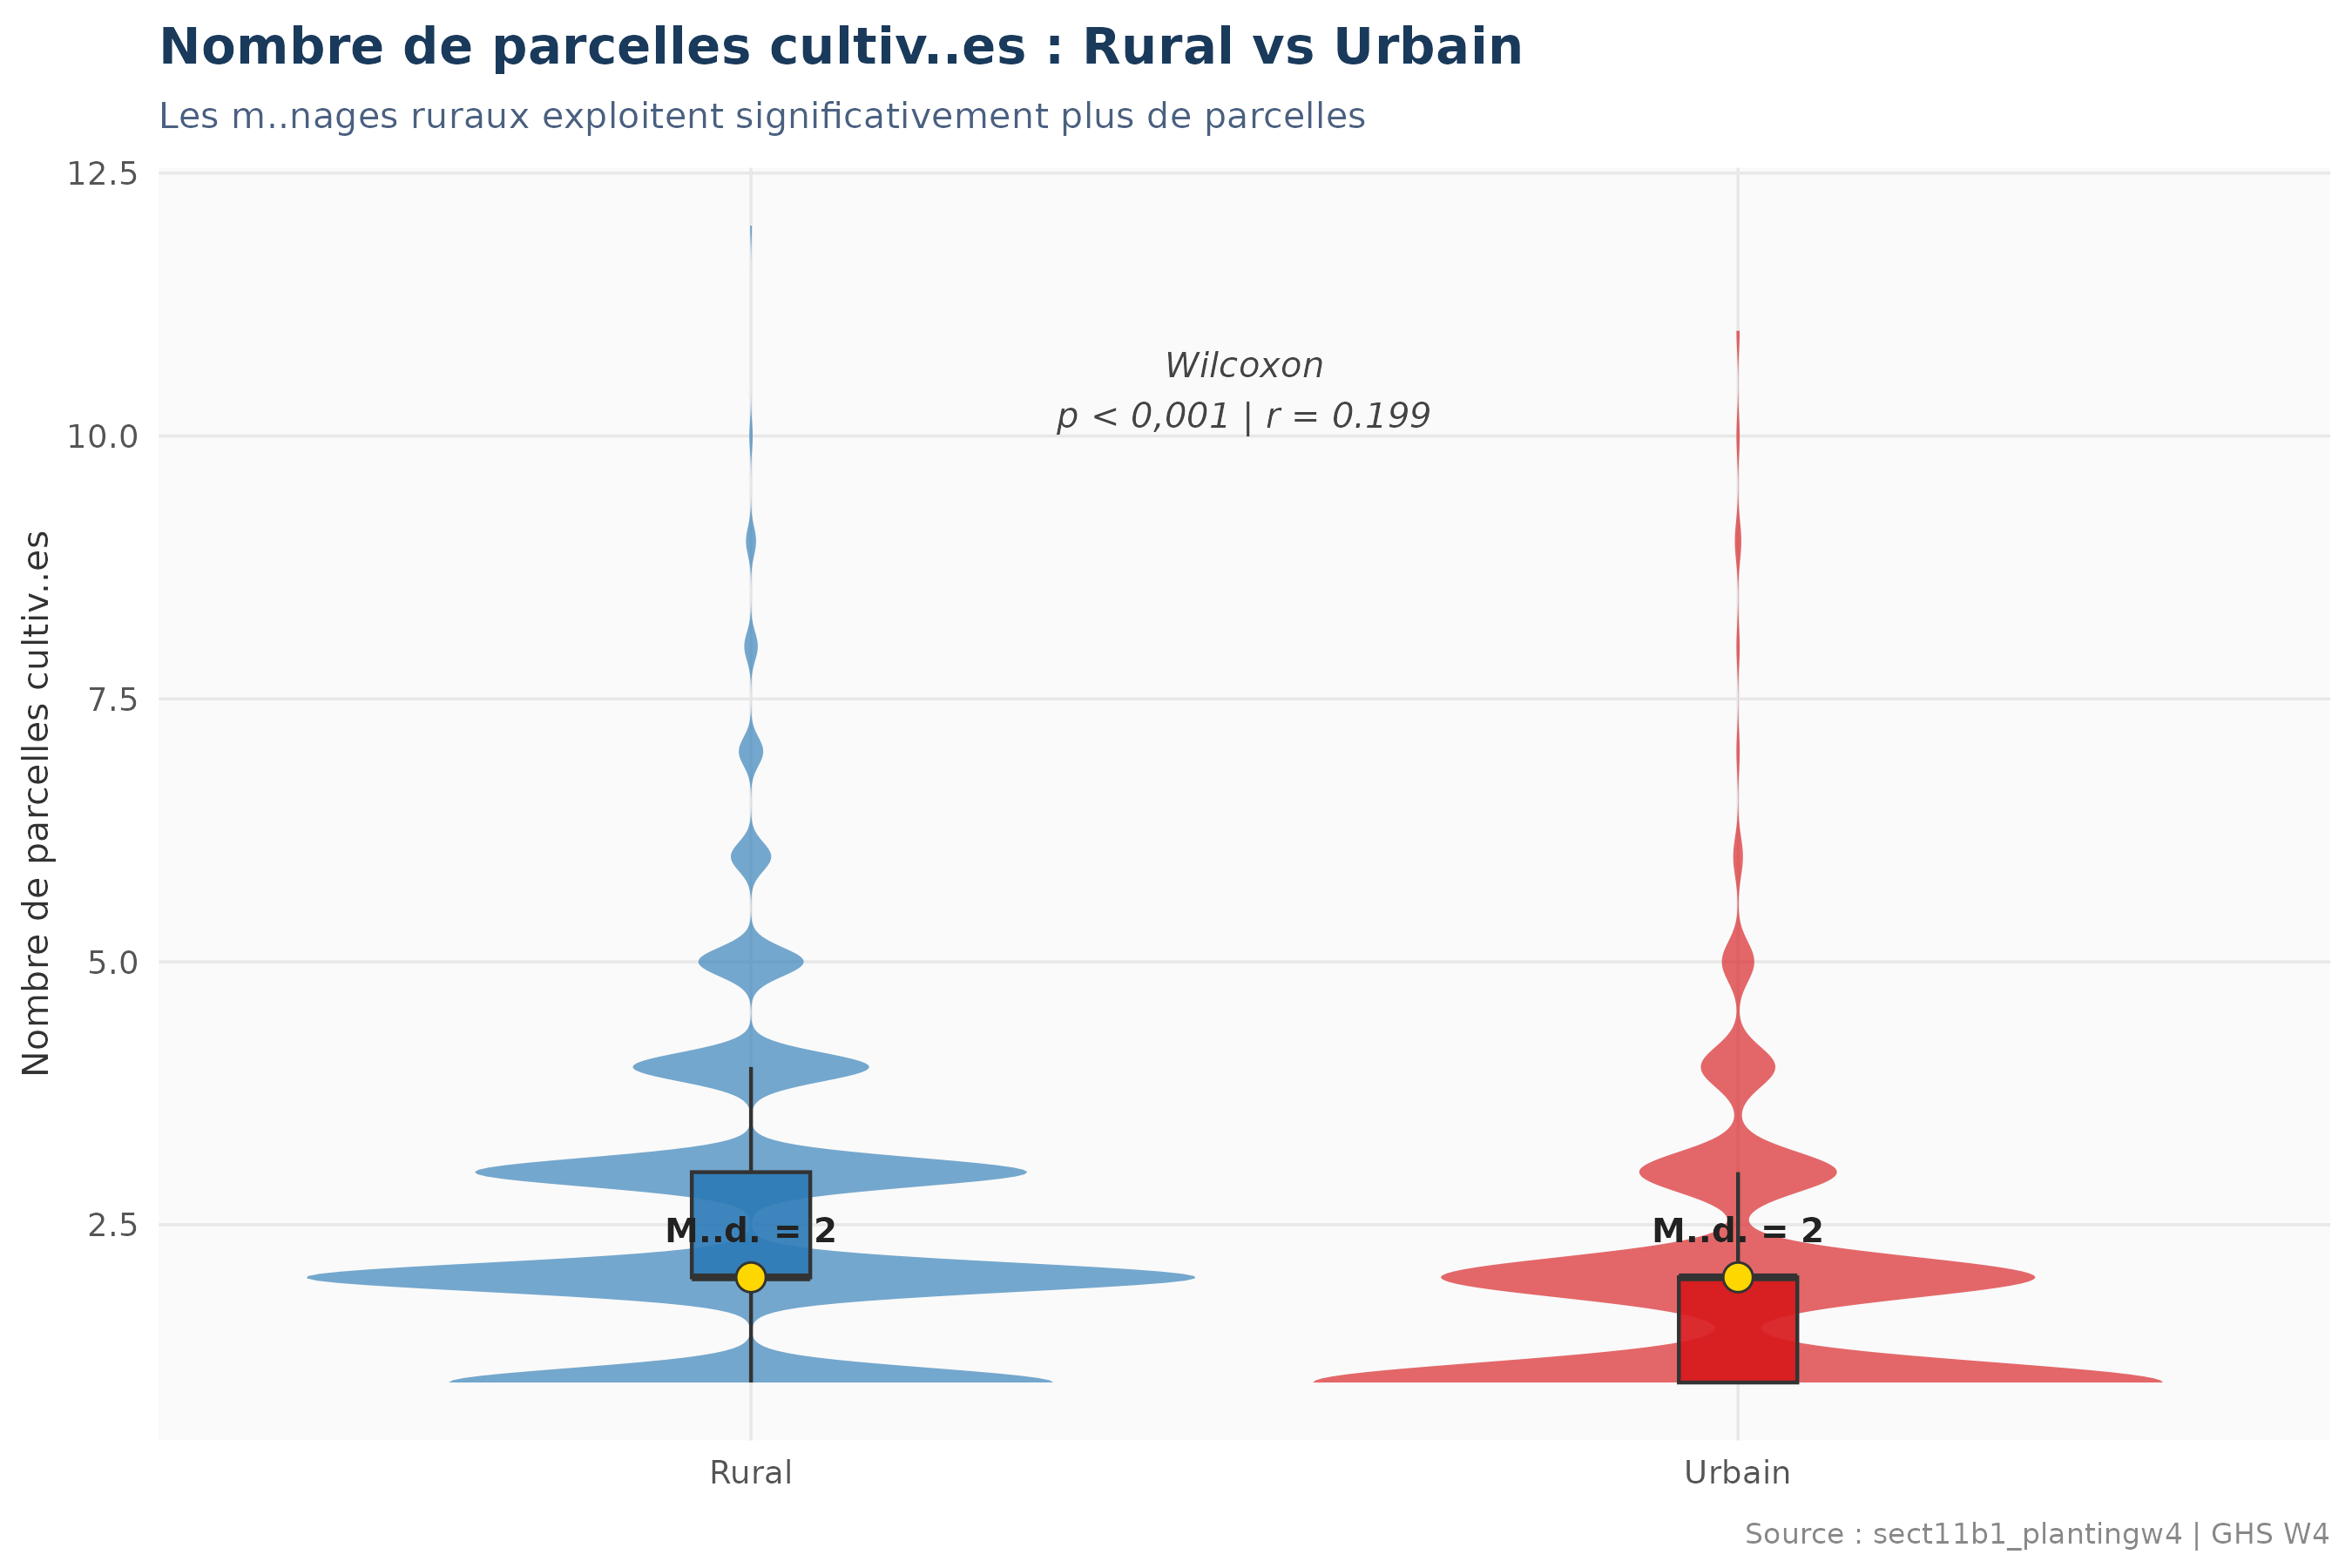 Nombre de parcelles cultiv..es : Rural vs Urbain
Les m..nages ruraux exploitent significativement plus de parcelles
12.5
10.0
7.5
5.0
2.5
Nombre de parcelles cultiv..es
Wilcoxon
p < 0,001 | r = 0.199
M..d. = 2
M..d. = 2
Rural
Urbain
Source : sect11b1_plantingw4 | GHS W4